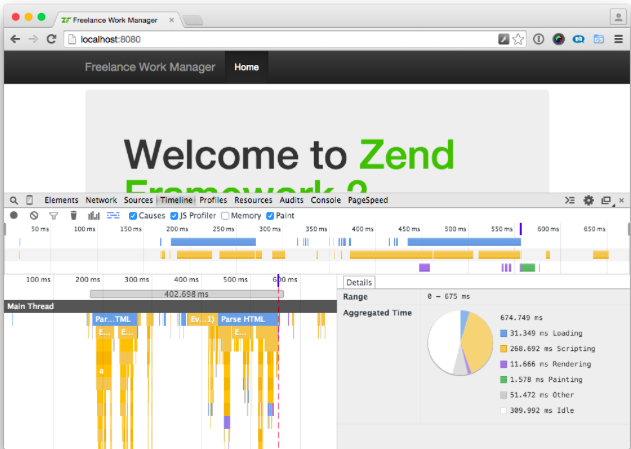 Freelance Work Manager
localhost:8080
Freelance Work Manager Home
Welcome to Zend
Framework 2
Elements Network Sources Timeline Profiles Resources Audits Console PageSpeed
Causes JS Profiler Memory Paint
50 ms 100 ms 150 ms 200 ms 250 ms 300 ms 350 ms 400 ms 450 ms 500 ms 550 ms 600 ms 650 ms
100 ms 200 ms 300 ms 400 ms 500 ms 600 ms
402.698 ms
Main Thread
Par...TML Ev...1) Parse HTML
E... E... E...
a
Details
Range 0 – 675 ms
Aggregated Time 674.749 ms
31.349 ms Loading
268.692 ms Scripting
11.666 ms Rendering
1.578 ms Painting
51.472 ms Other
309.992 ms Idle